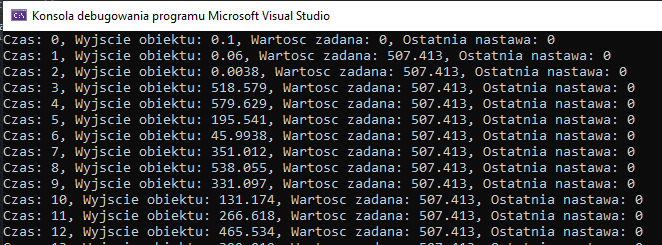 Konsola debugowania programu Microsoft Visual Studio
Czas: 0, Wyjscie obiektu: 0.1, Wartosc zadana: 0, Ostatnia nastawa: 0
Czas: 1, Wyjscie obiektu: 0.06, Wartosc zadana: 507.413, Ostatnia nastawa: 0
Czas: 2, Wyjscie obiektu: 0.0038, Wartosc zadana: 507.413, Ostatnia nastawa: 0
Czas: 3, Wyjscie obiektu: 518.579, Wartosc zadana: 507.413, Ostatnia nastawa: 0
Czas: 4, Wyjscie obiektu: 579.629, Wartosc zadana: 507.413, Ostatnia nastawa: 0
Czas: 5, Wyjscie obiektu: 195.541, Wartosc zadana: 507.413, Ostatnia nastawa: 0
Czas: 6, Wyjscie obiektu: 45.9938, Wartosc zadana: 507.413, Ostatnia nastawa: 0
Czas: 7, Wyjscie obiektu: 351.012, Wartosc zadana: 507.413, Ostatnia nastawa: 0
Czas: 8, Wyjscie obiektu: 538.055, Wartosc zadana: 507.413, Ostatnia nastawa: 0
Czas: 9, Wyjscie obiektu: 331.097, Wartosc zadana: 507.413, Ostatnia nastawa: 0
Czas: 10, Wyjscie obiektu: 131.174, Wartosc zadana: 507.413, Ostatnia nastawa: 0
Czas: 11, Wyjscie obiektu: 266.618, Wartosc zadana: 507.413, Ostatnia nastawa: 0
Czas: 12, Wyjscie obiektu: 465.534, Wartosc zadana: 507.413, Ostatnia nastawa: 0